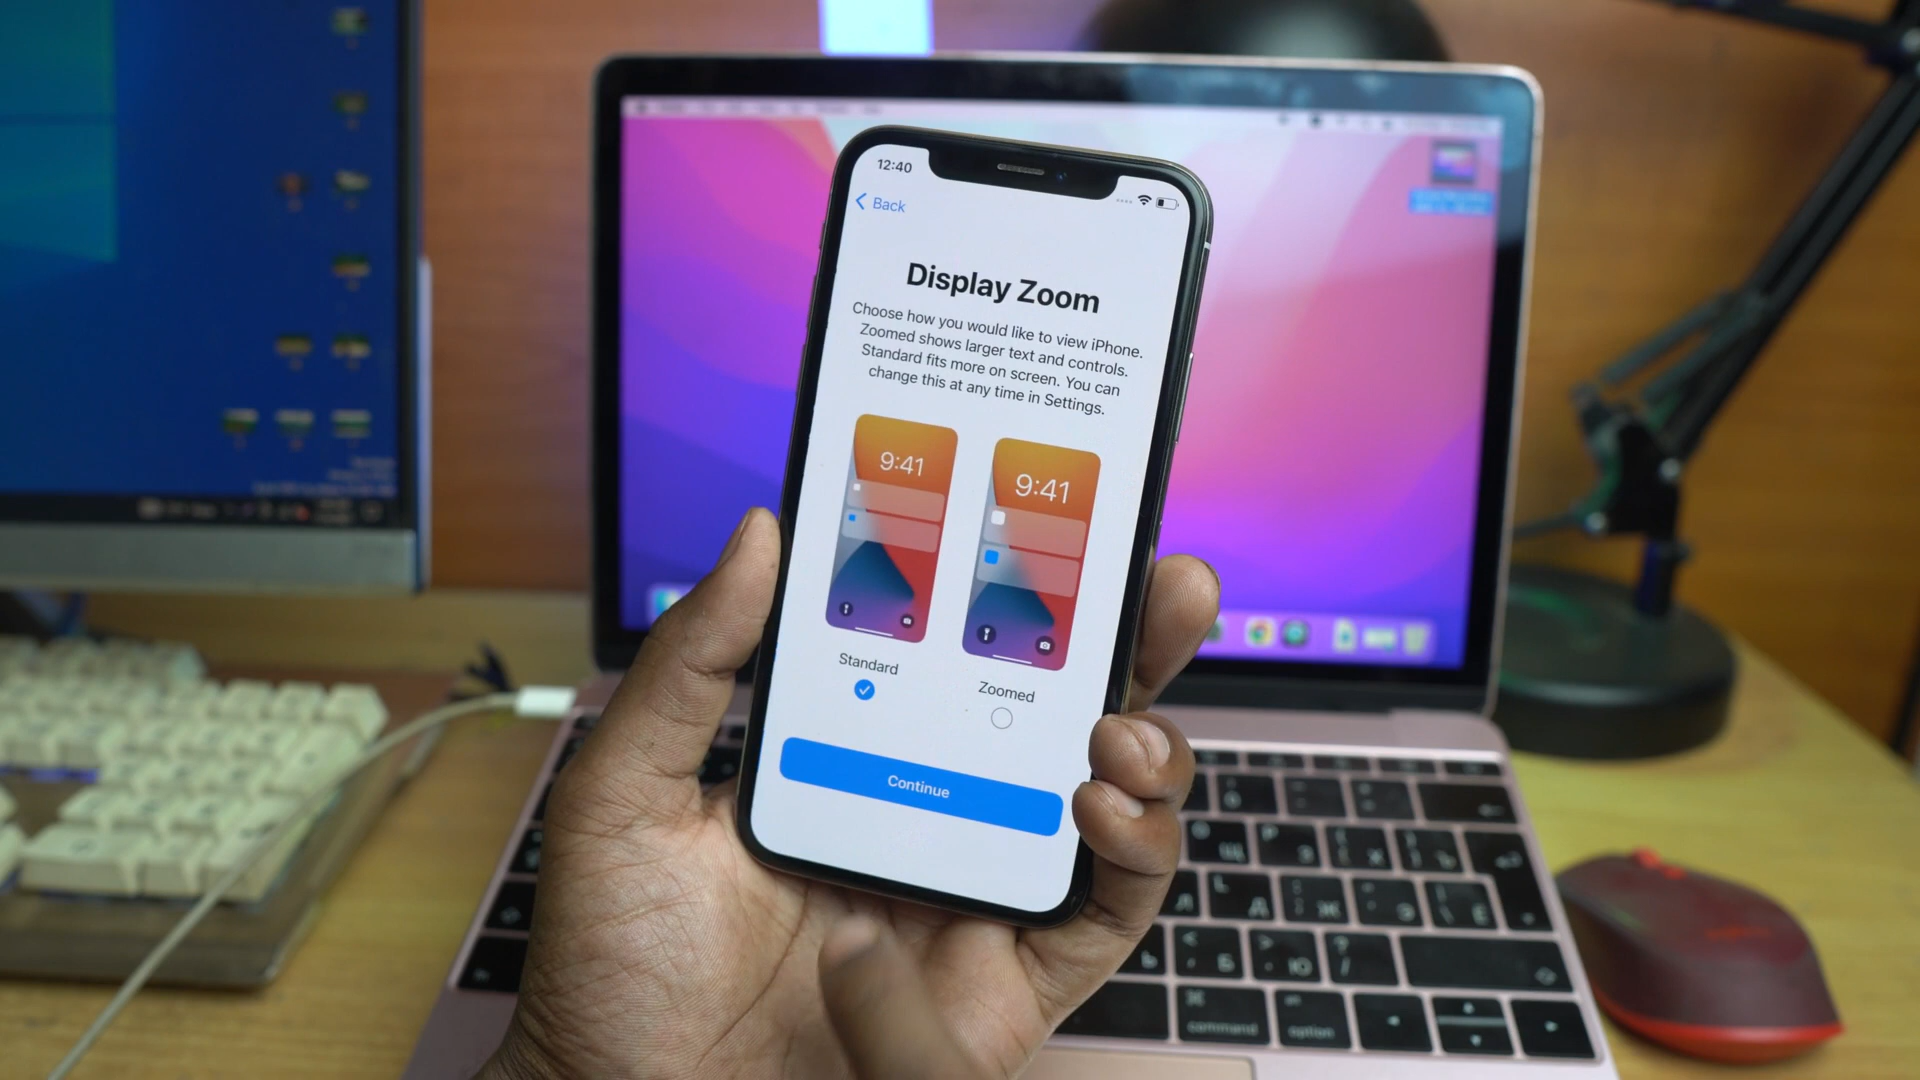 12:40
Back
Display Zoom
Choose how you would like to view iPhone.
Zoomed shows larger text and controls.
Standard fits more on screen. You can
change this at any time in Settings.
9:41
9:41
Standard
Zoomed
Continue
Р
Щ
З
Х
Ъ
L
Л
Д
Ж
Э
Ё
< > ?
Ь Б Ю /
⌘
command option